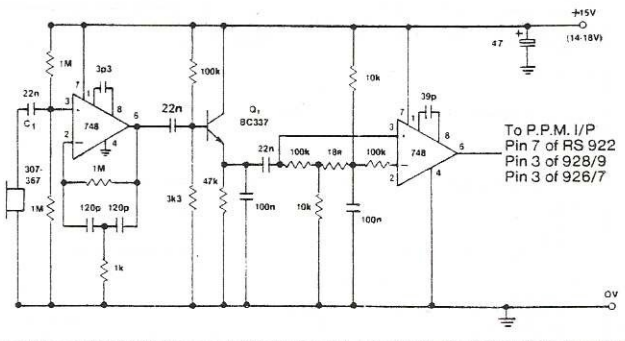 +15V
(14-18V)
47
+
1M
3p3
100k
10k
39p
22n
7
1
3
8
748
6
2
4
22n
Q₁
BC337
7
1
3
8
748
6
2
4
C₁
To P.P.M. I/P
Pin 7 of RS 922
Pin 3 of 928/9
Pin 3 of 926/7
307-
367
1M
1M
120p
120p
1k
3k3
47k
22n
100k
18k
100k
100n
10k
100n
0V